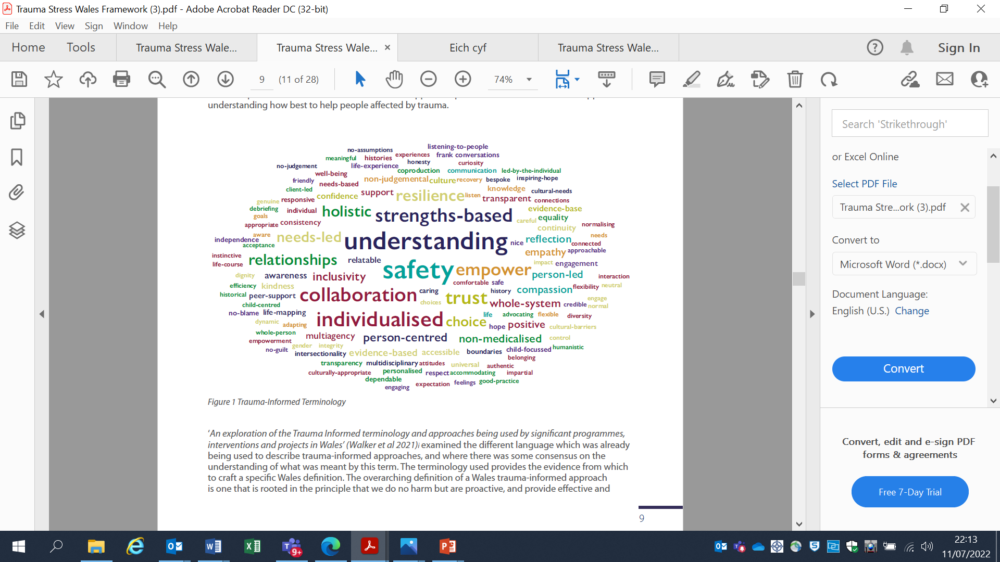 Trauma Stress Wales Framework (3).pdf - Adobe Acrobat Reader DC (32-bit)
File Edit View Sign Window Help
Home Tools Trauma Stress Wale... Trauma Stress Wale... Eich cyf Trauma Stress Wale... Sign In
9 (11 of 28) 74%
understanding how best to help people affected by trauma.
no-assumptions listening-to-people
meaningful histories experiences frank conversations
no-judgement life-experience honesty curiosity
well-being coproduction communication led-by-the-individual
friendly needs-based non-judgemental culture recovery bespoke inspiring-hope
client-led confidence support resilience listen knowledge cultural-needs
genuine responsive transparent connections
debriefing individual holistic strengths-based evidence-base
goals careful equality
appropriate consistency continuity normalising
aware needs-led understanding nice reflection needs
independence acceptance connected
instinctive relationships relatable empathy approachable
life-course safety empower impact engagement
dignity awareness inclusivity person-led interaction
efficiency kindness comfortable safe flexibility neutral
historical peer-support collaboration caring history compassion
child-centred choices trust whole-system credible engage normal
no-blame life-mapping individualised choice life advocating flexible diversity
dynamic adapting hope positive cultural-barriers
whole-person multiagency person-centred non-medicalised control
empowerment gender integrity child-focussed humanistic
no-guilt intersectionality evidence-based accessible boundaries belonging
transparency multidisciplinary attitudes universal authentic
culturally-appropriate personalised respect accommodating impartial
dependable engaging expectation feelings good-practice
Figure 1 Trauma-Informed Terminology
‘An exploration of the Trauma Informed terminology and approaches being used by significant programmes,
interventions and projects in Wales’ (Walker et al 2021)i examined the different language which was already
being used to describe trauma-informed approaches, and where there was some consensus on the
understanding of what was meant by this term. The terminology used provides the evidence from which
to craft a specific Wales definition. The overarching definition of a Wales trauma-informed approach
is one that is rooted in the principle that we do no harm but are proactive, and provide effective and
9
Search 'Strikethrough'
or Excel Online
Select PDF File
Trauma Stre...ork (3).pdf
Convert to
Microsoft Word (*.docx)
Document Language:
English (U.S.) Change
Convert
Convert, edit and e-sign PDF
forms & agreements
Free 7-Day Trial
9+
22:13
11/07/2022